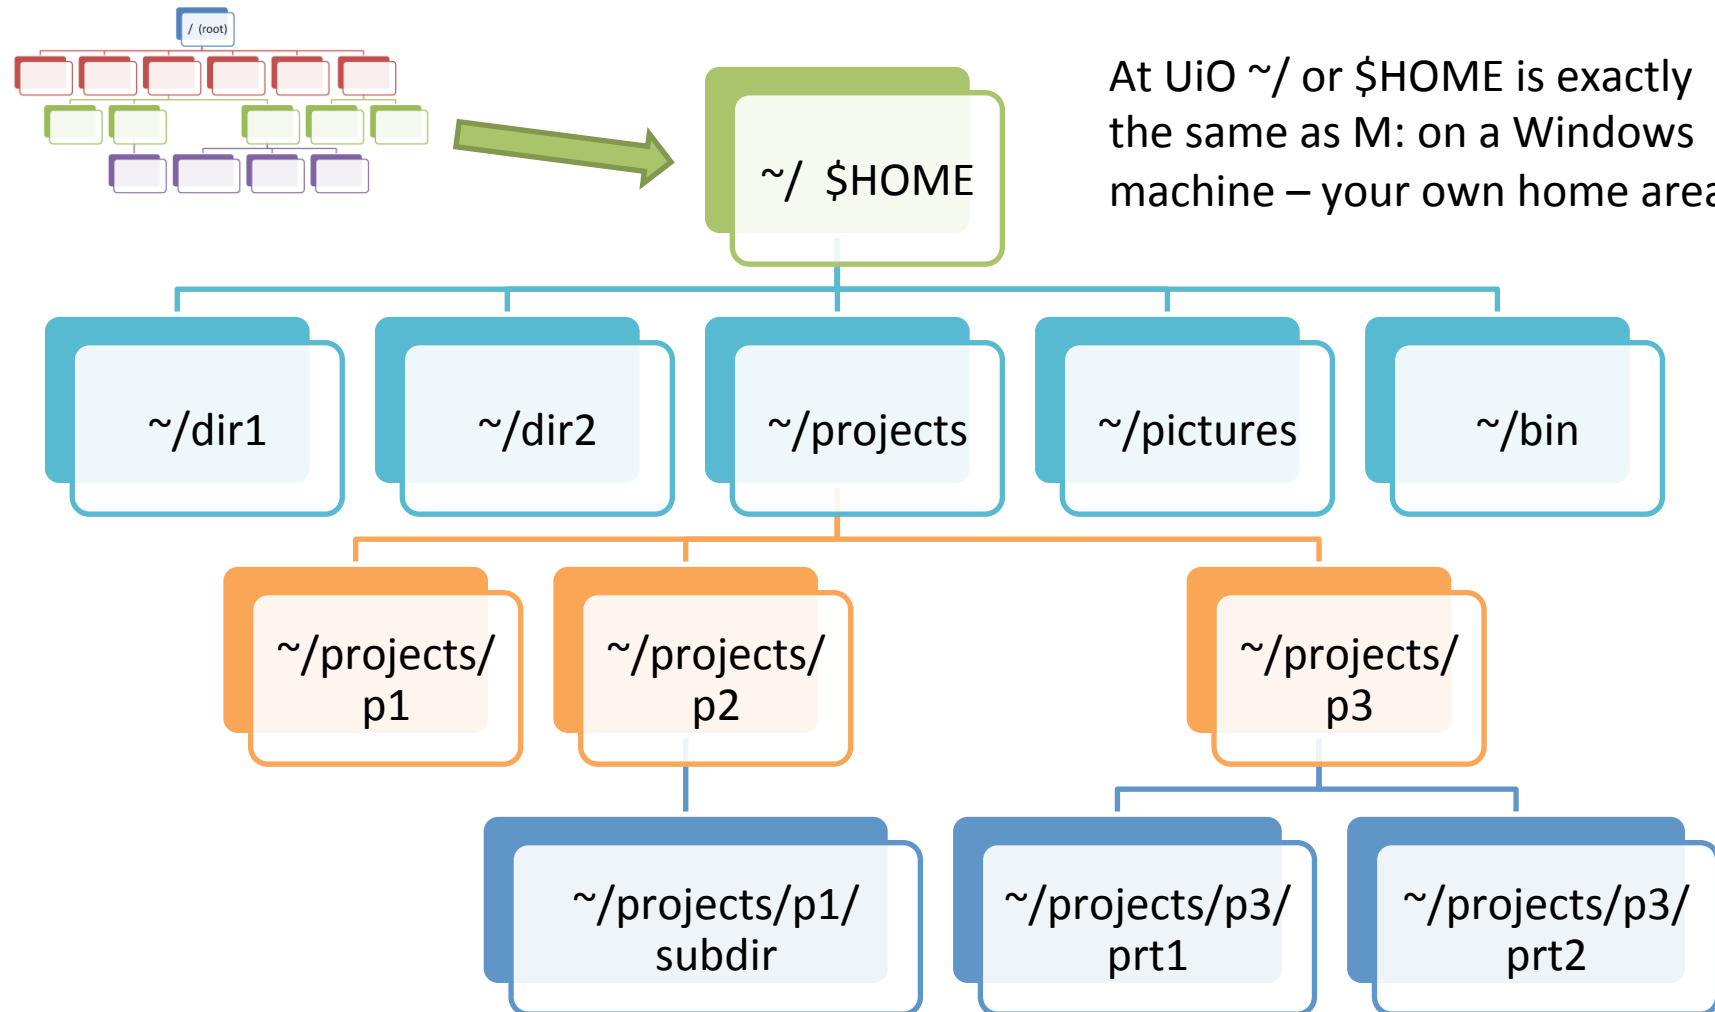 / (root)
At UiO ~/ or $HOME is exactly
the same as M: on a Windows
machine – your own home area
~/ $HOME
~/dir1
~/dir2
~/projects
~/pictures
~/bin
~/projects/
p1
~/projects/
p2
~/projects/
p3
~/projects/p1/
subdir
~/projects/p3/
prt1
~/projects/p3/
prt2